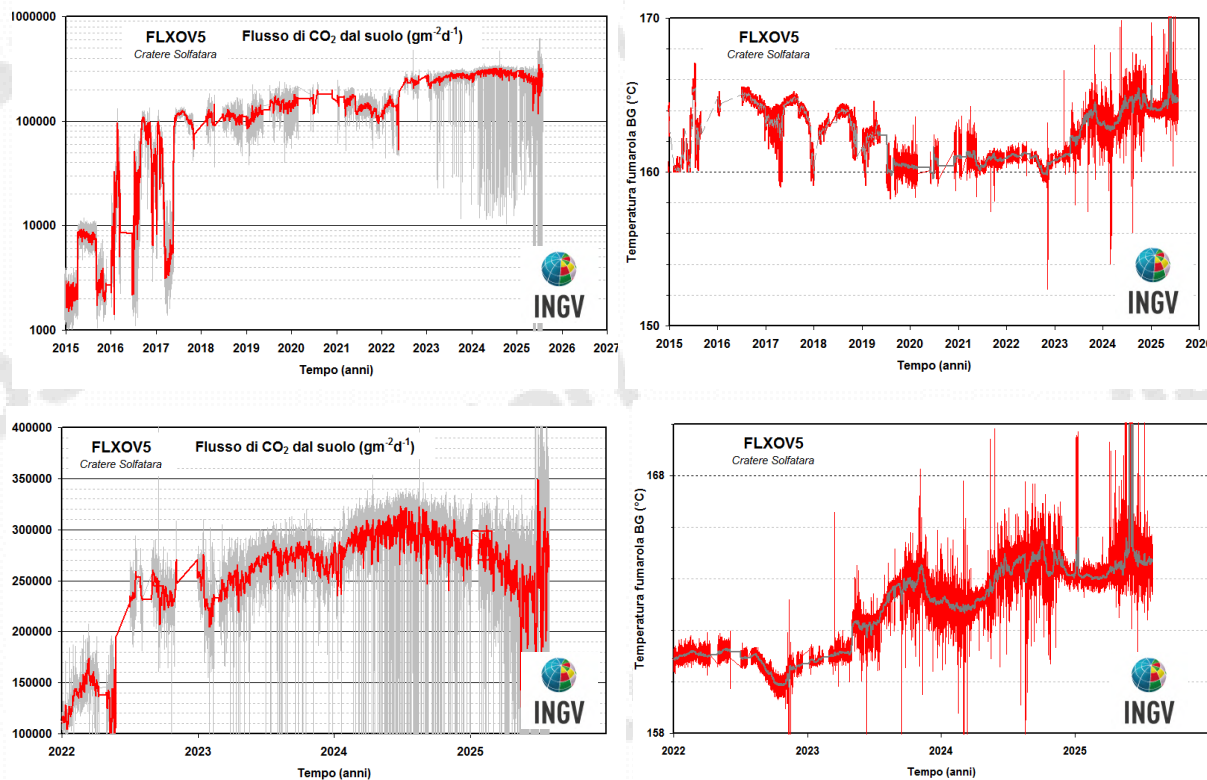 FLXOV5 Flusso di CO2 dal suolo (gm-2d-1)
Cratere Solfatara
1000000
100000
10000
1000
2015 2016 2017 2018 2019 2020 2021 2022 2023 2024 2025 2026 2027
Tempo (anni)
INGV
FLXOV5
Cratere Solfatara
Temperatura fumarola BG (°C)
170
160
150
2015 2016 2017 2018 2019 2020 2021 2022 2023 2024 2025 202
Tempo (anni)
INGV
FLXOV5 Flusso di CO2 dal suolo (gm-2d-1)
Cratere Solfatara
400000
350000
300000
250000
200000
150000
100000
2022 2023 2024 2025
Tempo (anni)
INGV
FLXOV5
Cratere Solfatara
Temperatura fumarola BG (°C)
168
158
2022 2023 2024 2025
Tempo (anni)
INGV